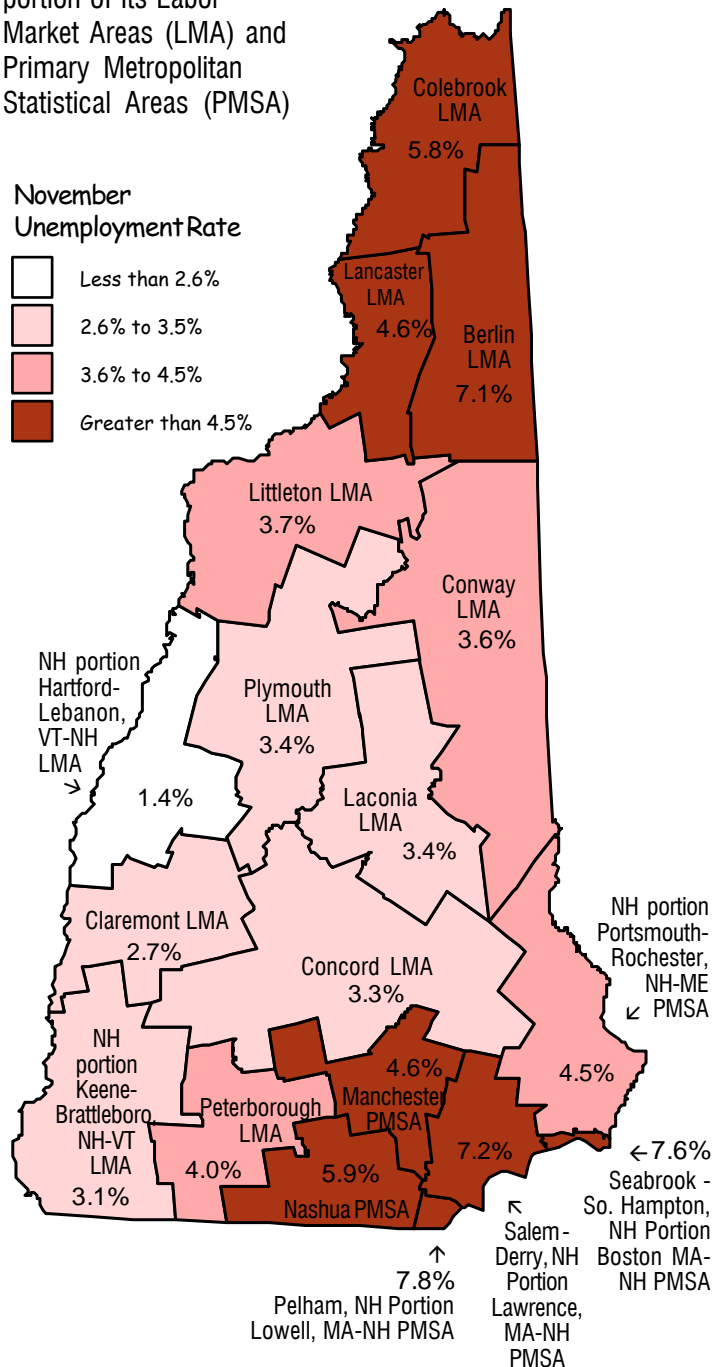 portion of its Labor
Market Areas (LMA) and
Primary Metropolitan
Statistical Areas (PMSA)
November
Unemployment Rate
Less than 2.6%
2.6% to 3.5%
3.6% to 4.5%
Greater than 4.5%
Colebrook
LMA
5.8%
Lancaster
LMA
4.6%
Berlin
LMA
7.1%
Littleton LMA
3.7%
Conway
LMA
3.6%
NH portion
Hartford-
Lebanon,
VT-NH
LMA
1.4%
Plymouth
LMA
3.4%
Laconia
LMA
3.4%
Claremont LMA
2.7%
Concord LMA
3.3%
NH portion
Portsmouth-
Rochester,
NH-ME
PMSA
4.5%
NH
portion
Keene-
Brattleboro,
NH-VT
LMA
3.1%
Peterborough
LMA
4.0%
4.6%
Manchester
PMSA
5.9%
Nashua PMSA
7.2%
Salem-
Derry, NH
Portion
Lawrence,
MA-NH
PMSA
←7.6%
Seabrook -
So. Hampton,
NH Portion
Boston MA-
NH PMSA
7.8%
Pelham, NH Portion
Lowell, MA-NH PMSA